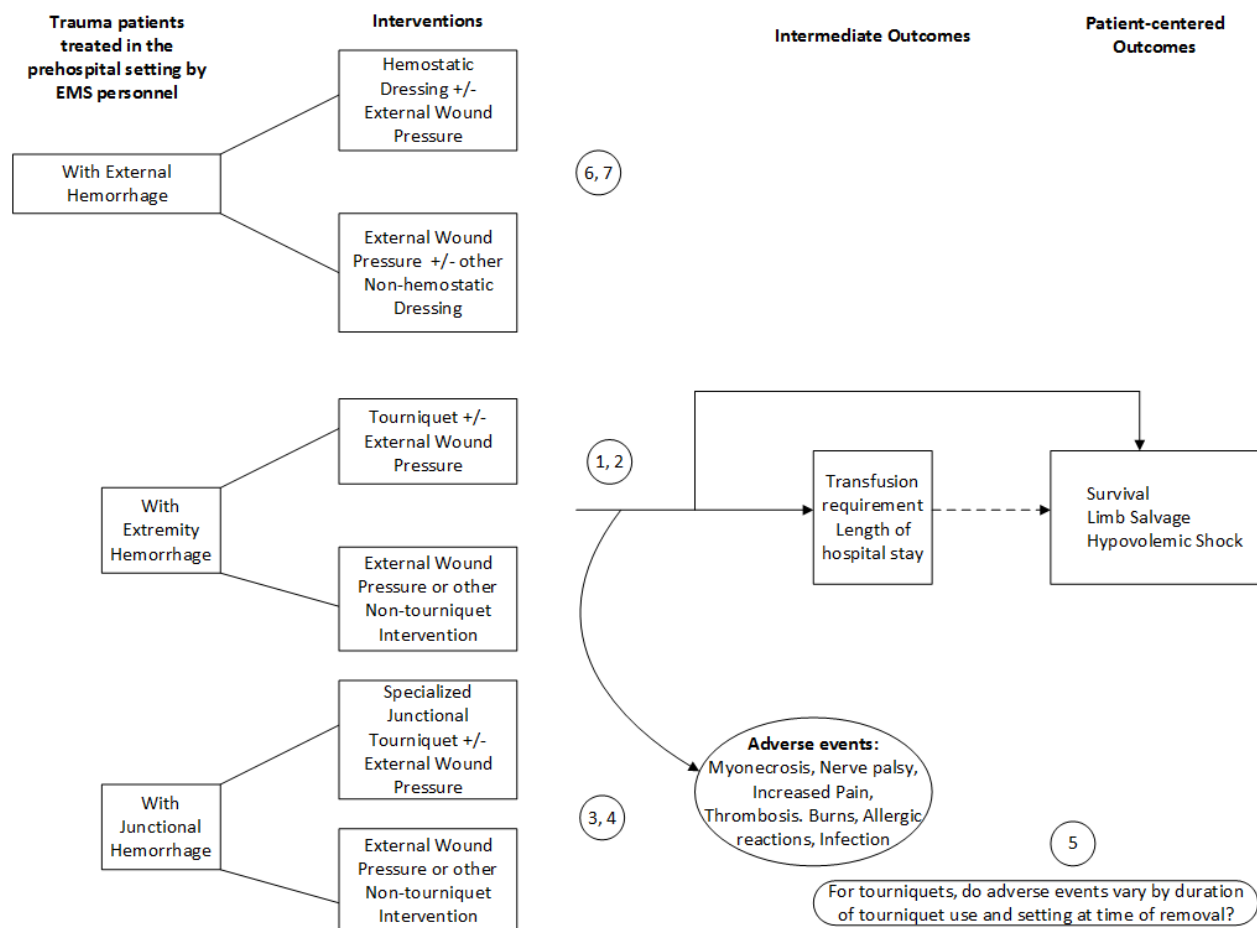 Trauma patients
treated in the
prehospital setting by
EMS personnel
Interventions
Intermediate Outcomes
Patient-centered
Outcomes
With External
Hemorrhage
Hemostatic
Dressing +/-
External Wound
Pressure
External Wound
Pressure +/- other
Non-hemostatic
Dressing
6, 7
With
Extremity
Hemorrhage
Tourniquet +/-
External Wound
Pressure
External Wound
Pressure or other
Non-tourniquet
Intervention
1, 2
Transfusion
requirement
Length of
hospital stay
Survival
Limb Salvage
Hypovolemic Shock
With
Junctional
Hemorrhage
Specialized
Junctional
Tourniquet +/-
External Wound
Pressure
External Wound
Pressure or other
Non-tourniquet
Intervention
3, 4
Adverse events:
Myonecrosis, Nerve palsy,
Increased Pain,
Thrombosis. Burns, Allergic
reactions, Infection
5
For tourniquets, do adverse events vary by duration
of tourniquet use and setting at time of removal?